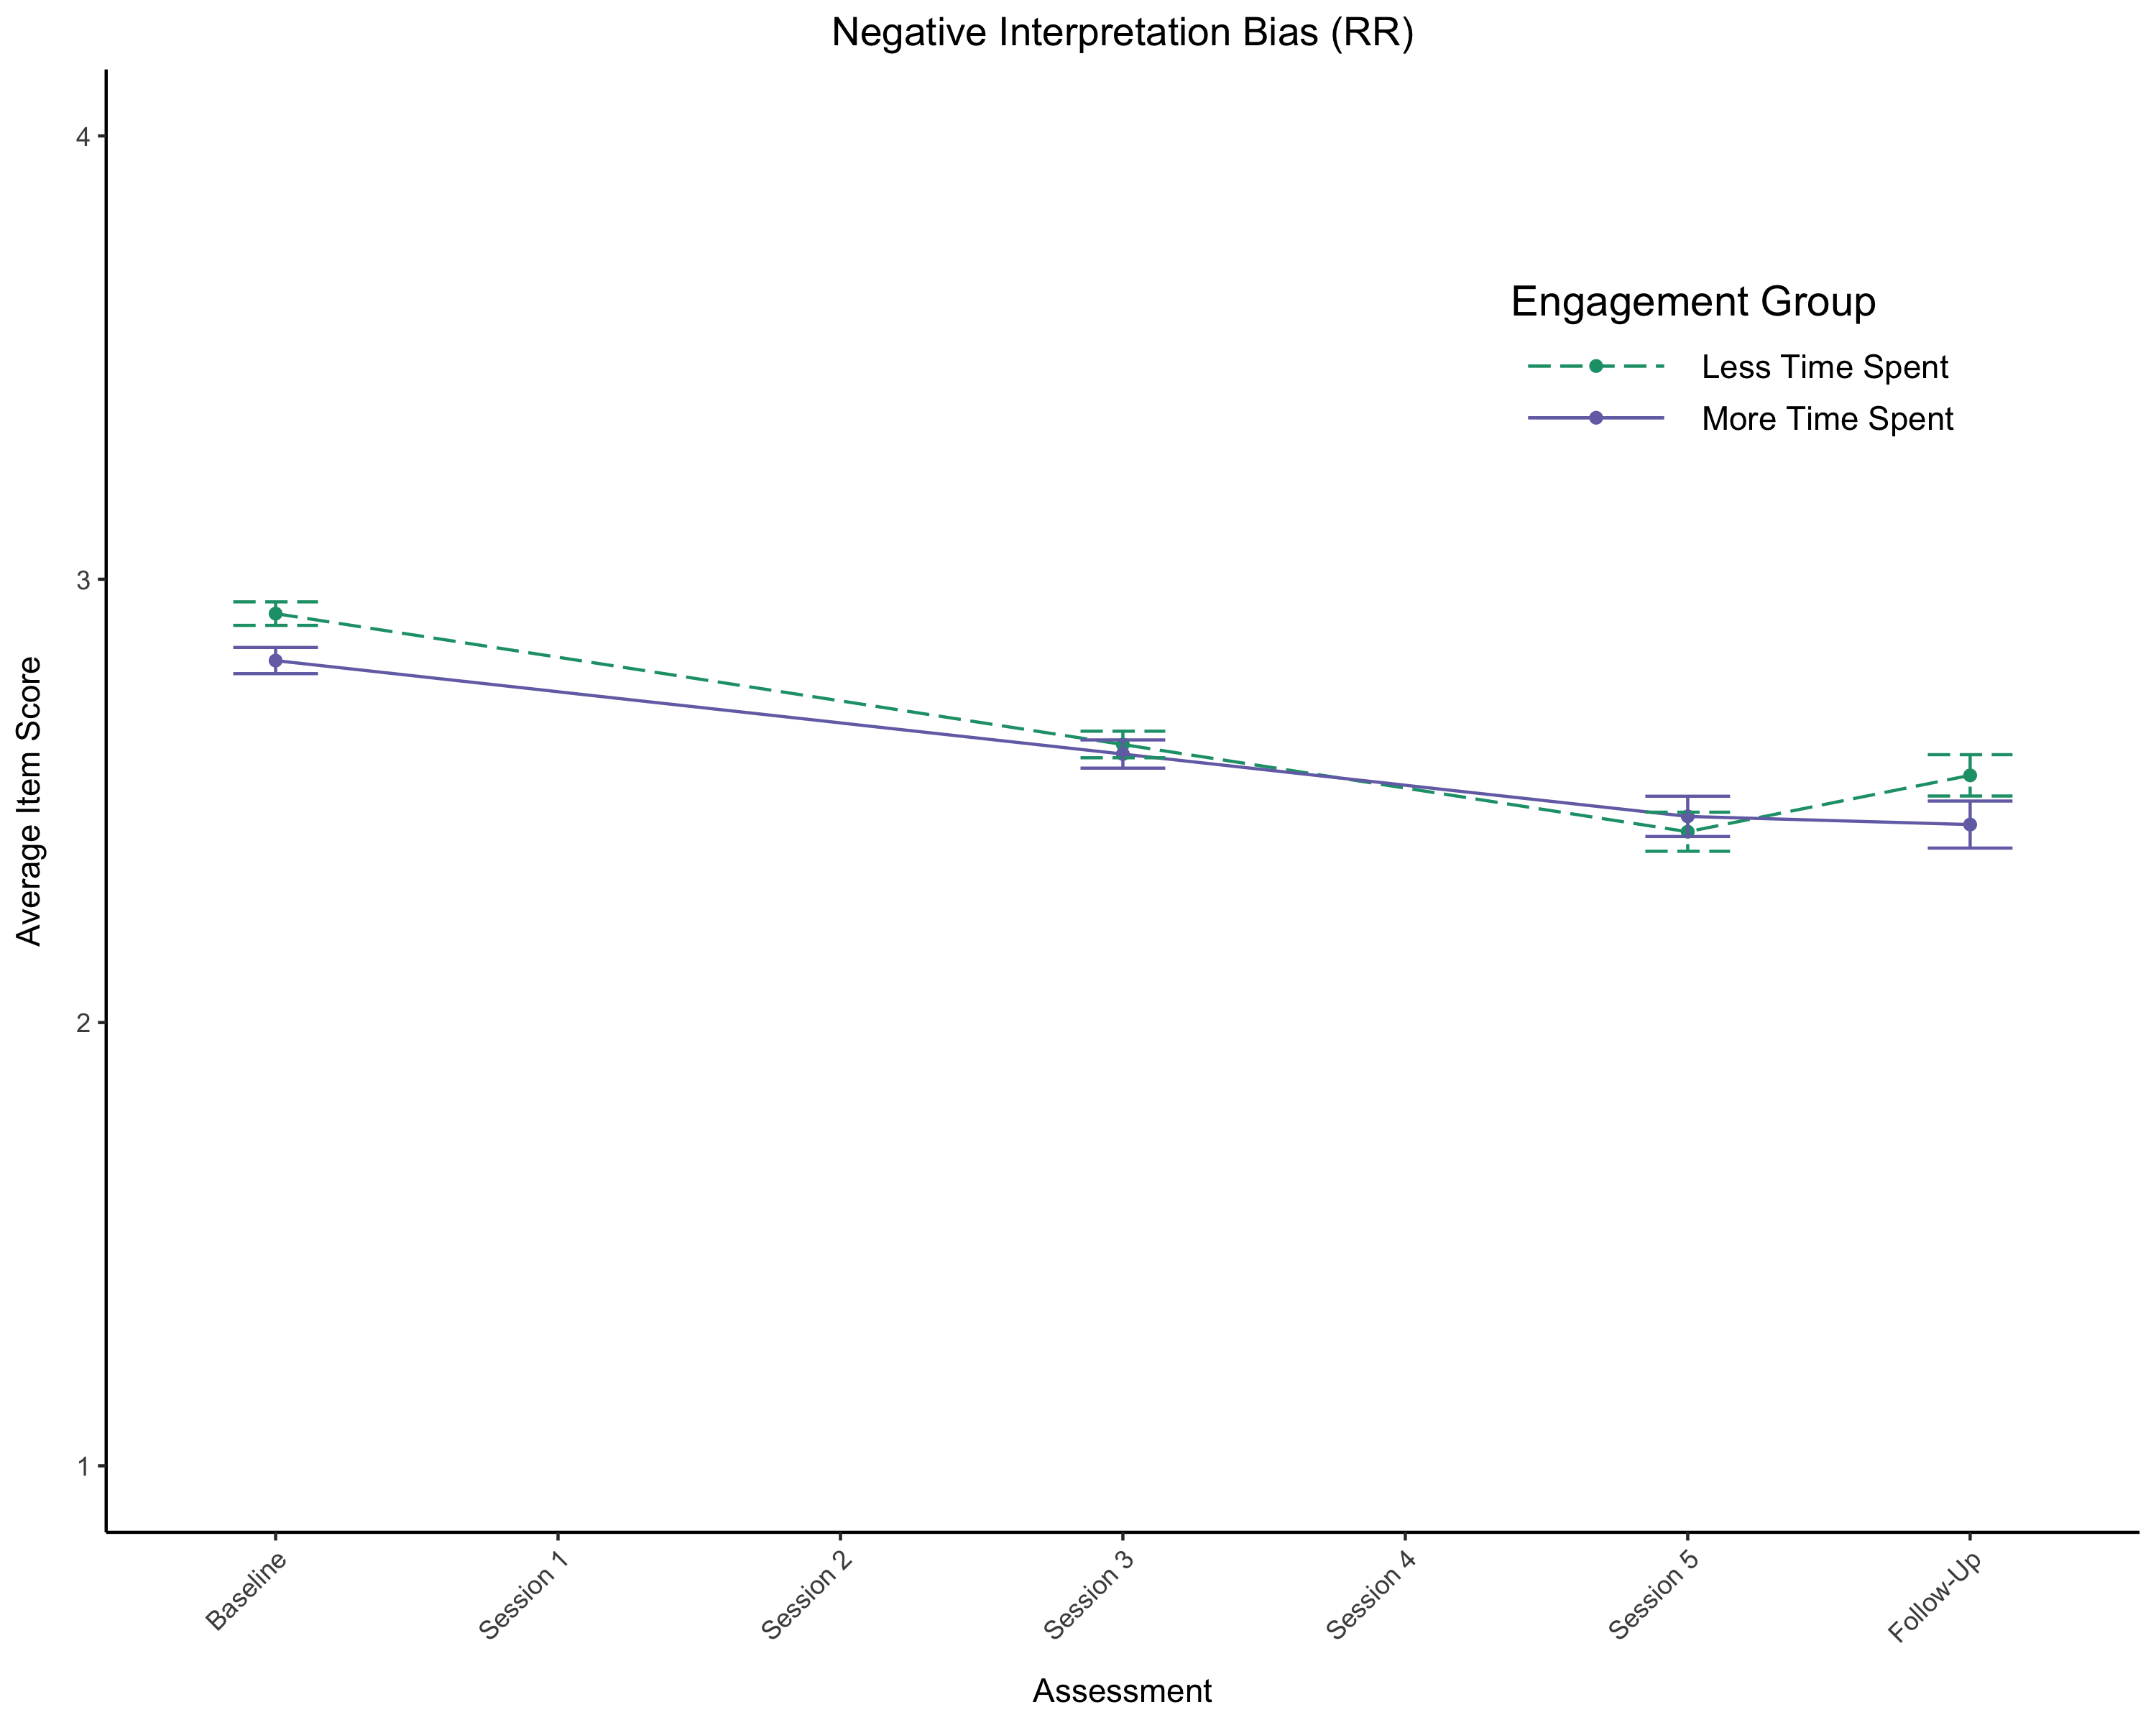 Negative Interpretation Bias (RR)
4
3
2
1
Average Item Score
Engagement Group
Less Time Spent
More Time Spent
Baseline
Session 1
Session 2
Session 3
Session 4
Session 5
Follow-Up
Assessment